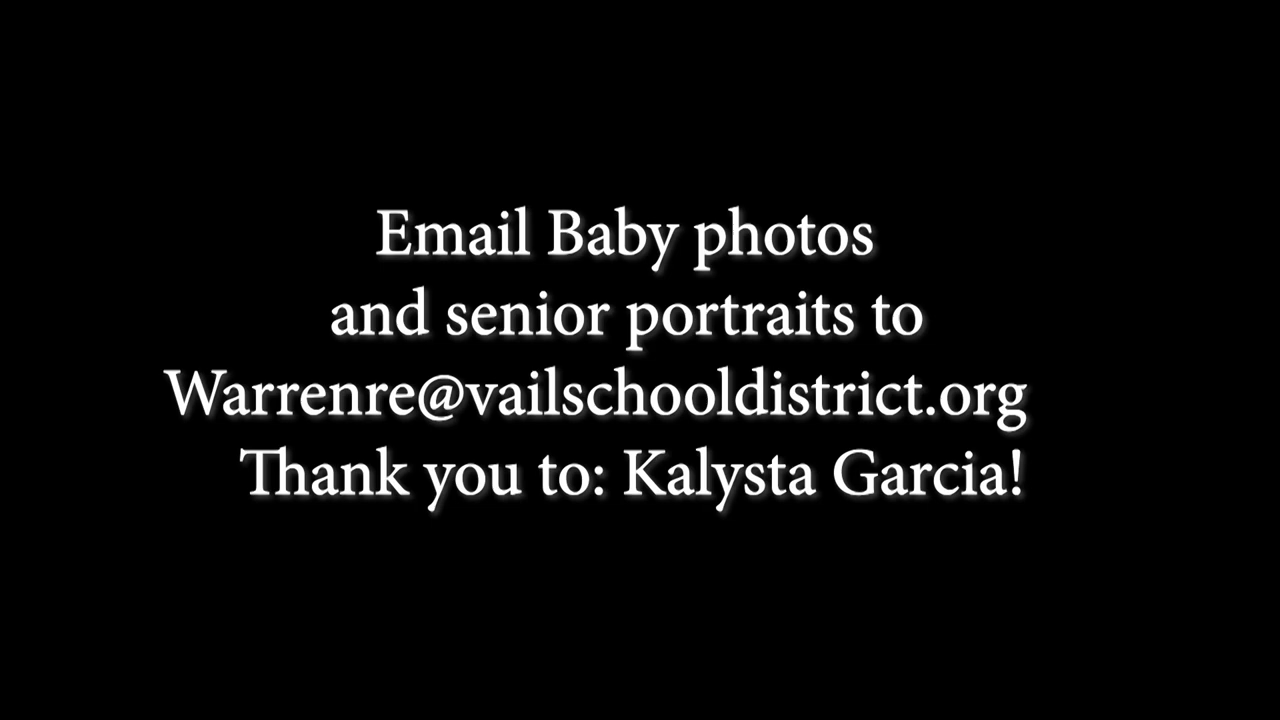 Email Baby photos
and senior portraits to
Warrenre@vailschooldistrict.org
Thank you to: Kalysta Garcia!